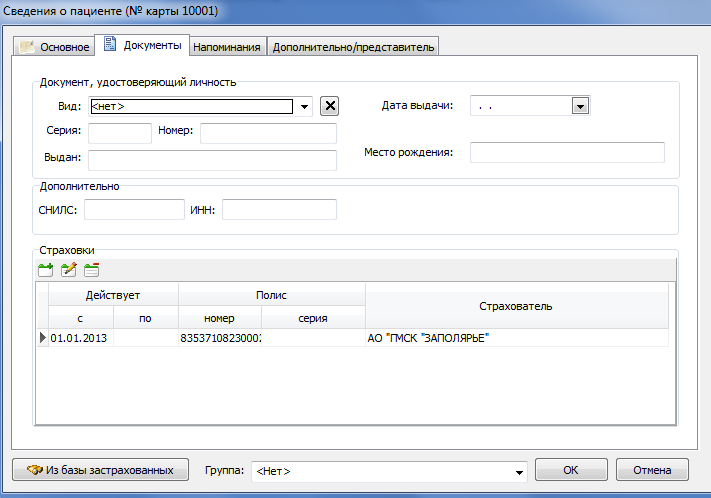 Сведения о пациенте (№ карты 10001)
Основное Документы Напоминания Дополнительно/представитель
Документ, удостоверяющий личность
Вид: <нет> Дата выдачи: . .
Серия: Номер:
Выдан: Место рождения:
Дополнительно
СНИЛС: ИНН:
Страховки
Действует Полис Страхователь
с по номер серия
01.01.2013 АО "ГМСК "ЗАПОЛЯРЬЕ"
Из базы застрахованных Группа: <Нет> ОК Отмена